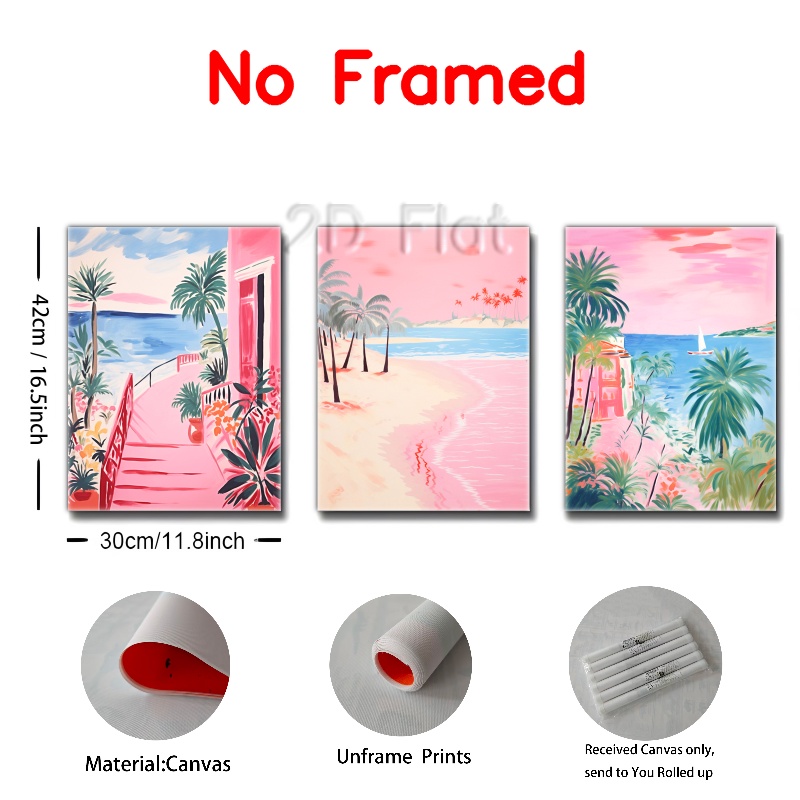 No Framed
2D Flat
42cm / 16.5inch
30cm/11.8inch
Material:Canvas
Unframe Prints
Received Canvas only,
send to You Rolled up